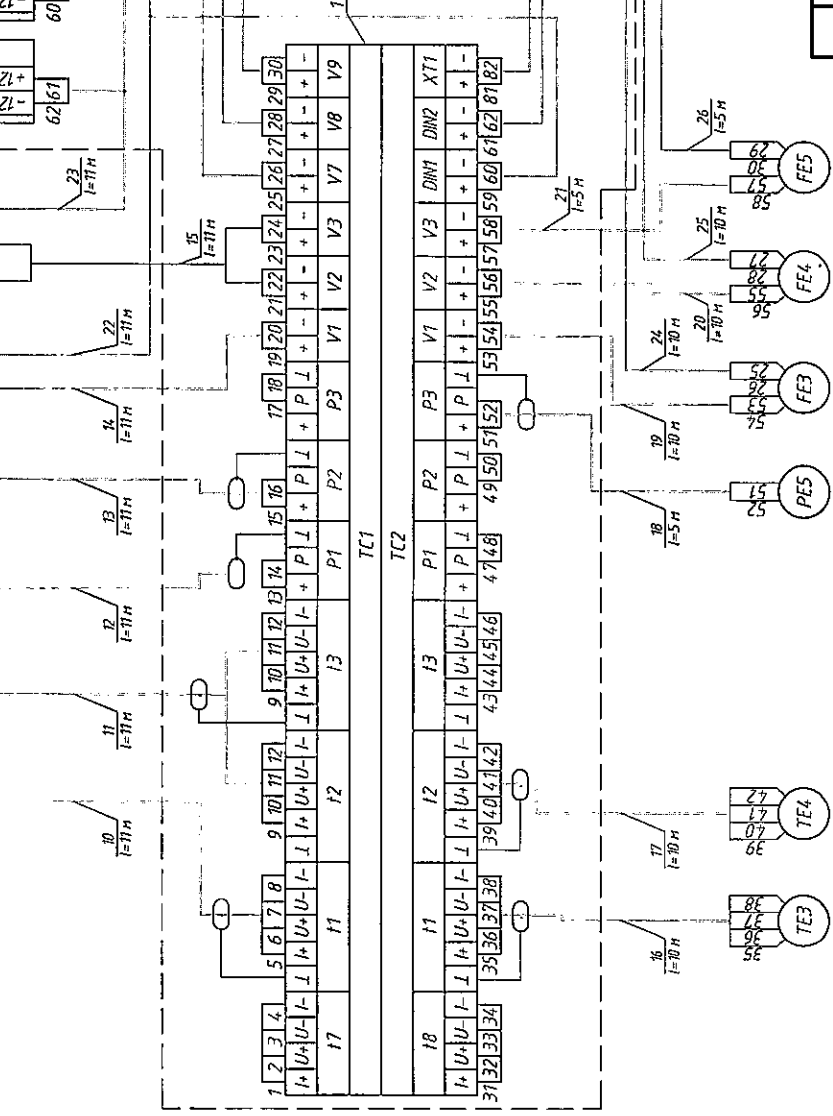 60
+12
-12
62 61
1
23
l=11 м
15
l=11 м
22
l=11 м
14
l=11 м
13
l=11 м
12
l=11 м
11
l=11 м
10
l=11 м
1 2 3 4 5 6 7 8 9 10 11 12 9 10 11 12 13 14 15 16 17 18 19 20 21 22 23 24 25 26 27 28 29 30
I+ U+ U- I- ⊥ I+ U+ U- I- ⊥ I+ U+ U- I- ⊥ I+ U+ U- I- + P ⊥ + P ⊥ + P ⊥ + - + - + - + - + - + -
t7 t1 t2 t3 P1 P2 P3 V1 V2 V3 V7 V8 V9
TC1
TC2
t8 t1 t2 t3 P1 P2 P3 V1 V2 V3 DIN1 DIN2 XT1
I+ U+ U- I- ⊥ I+ U+ U- I- ⊥ I+ U+ U- I- ⊥ I+ U+ U- I- + P ⊥ + P ⊥ + P ⊥ + - + - + - + - + - + -
31 32 33 34 35 36 37 38 39 40 41 42 43 44 45 46 47 48 49 50 51 52 53 54 55 56 57 58 59 60 61 62 81 82
21
l=5 м
26
l=5 м
25
l=10 м
20
l=10 м
24
l=10 м
19
l=10 м
18
l=5 м
17
l=10 м
16
l=10 м
29
30
57
58
FE5
27
28
55
56
FE4
25
26
53
54
FE3
51
52
PE5
42
41
40
39
TE4
38
37
36
35
TE3